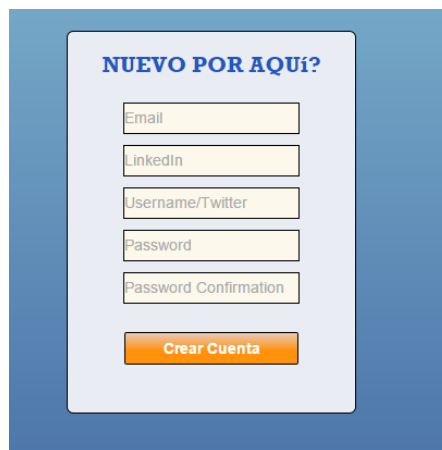 NUEVO POR AQUí?
Email
LinkedIn
Username/Twitter
Password
Password Confirmation
Crear Cuenta